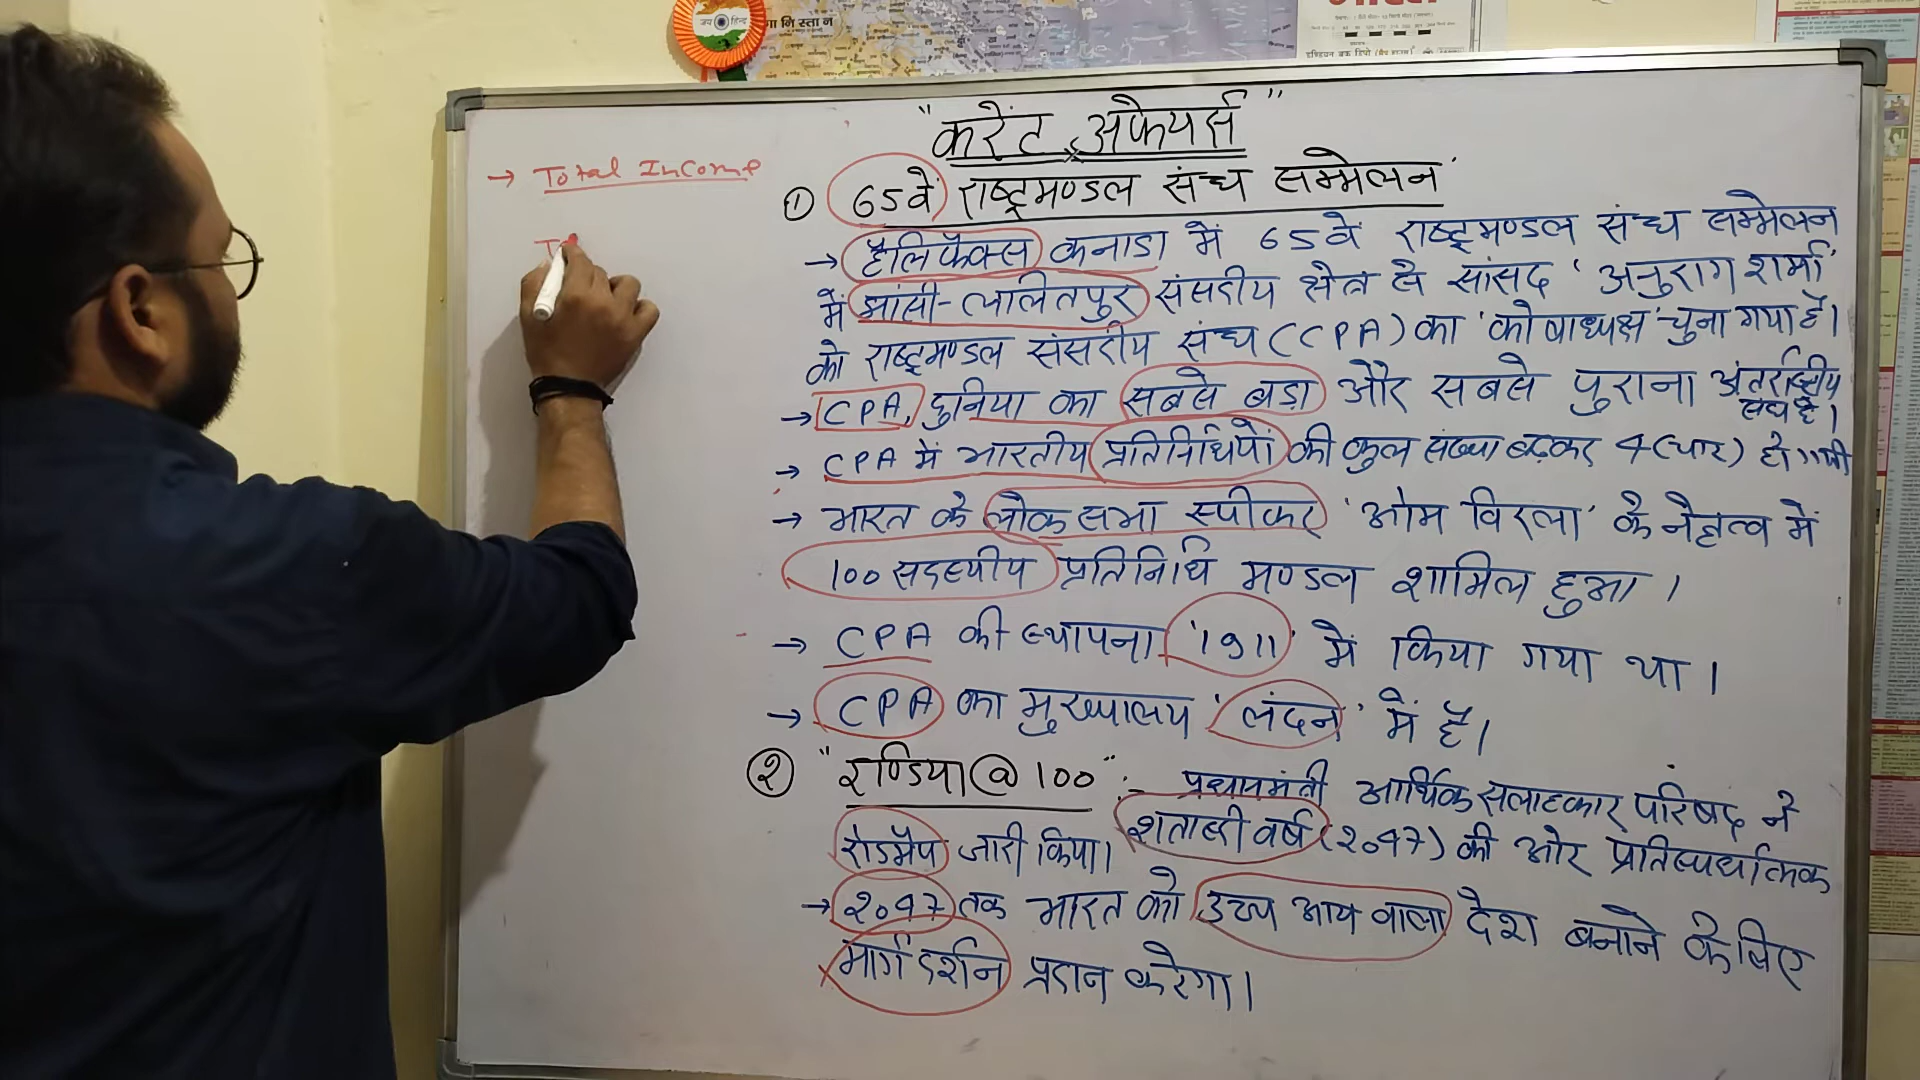 जय हिन्द
गा नि स्ता न
"करेंट अफेयर्स"
→ Total Income
① 65वें राष्ट्रमण्डल संघ सम्मेलन
→ हैलिफैक्स कनाडा में 65वें राष्ट्रमण्डल संघ सम्मेलन
में झांसी-ललितपुर संसदीय क्षेत्र से सांसद 'अनुराग शर्मा'
को राष्ट्रमण्डल संसदीय संघ (CPA) का 'कोषाध्यक्ष' चुना गया है।
→ CPA, दुनिया का सबसे बड़ा और सबसे पुराना अंतर्राष्ट्रीय
संघ है।
→ CPA में भारतीय प्रतिनिधियों की कुल संख्या बढ़कर 4 (चार) हो गयी
→ भारत के लोक सभा स्पीकर 'ओम बिरला' के नेतृत्व में
100 सदस्यीय प्रतिनिधि मण्डल शामिल हुआ।
→ CPA की स्थापना '1911' में किया गया था।
→ CPA का मुख्यालय 'लंदन' में है।
② "इण्डिया@100" :- प्रधानमंत्री आर्थिक सलाहकार परिषद ने
शताब्दी वर्ष (2047) की ओर प्रतिस्पर्धात्मक
रोडमैप जारी किया।
→ 2047 तक भारत को उच्च आय वाला देश बनाने के लिए
मार्गदर्शन प्रदान करेगा।